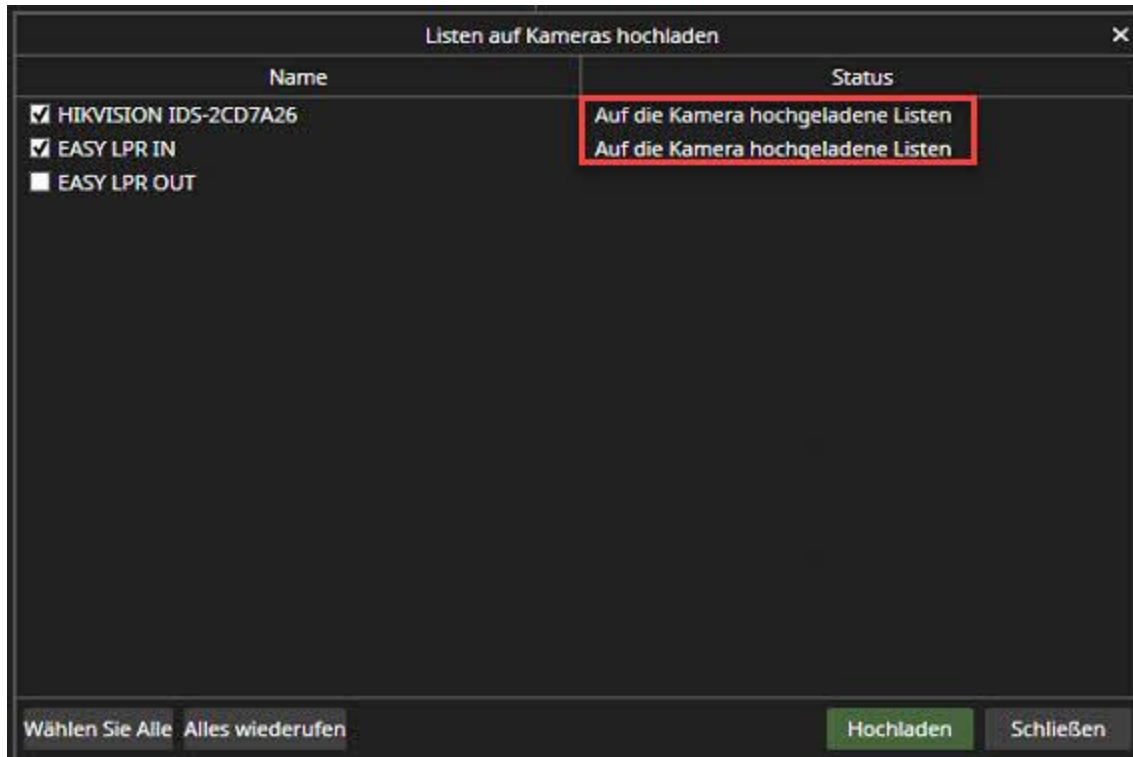 Listen auf Kameras hochladen
Name Status
HIKVISION IDS-2CD7A26 Auf die Kamera hochgeladene Listen
EASY LPR IN Auf die Kamera hochgeladene Listen
EASY LPR OUT
Wählen Sie Alle Alles wiederufen Hochladen Schließen